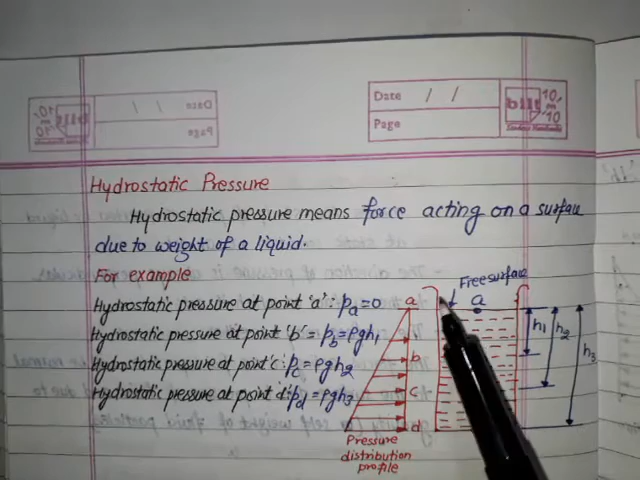 Date / /
Page
bilt
Hydrostatic Pressure
Hydrostatic pressure means force acting on a surface
due to weight of a liquid.
For example
Hydrostatic pressure at point 'a': pa=0
Hydrostatic pressure at point 'b'= pb=ρgh1
Hydrostatic pressure at point 'c': pc=ρgh2
Hydrostatic pressure at point d': pd=ρgh3
Free surface
a
a
b
c
d
h1
h2
h3
Pressure
distribution
profile